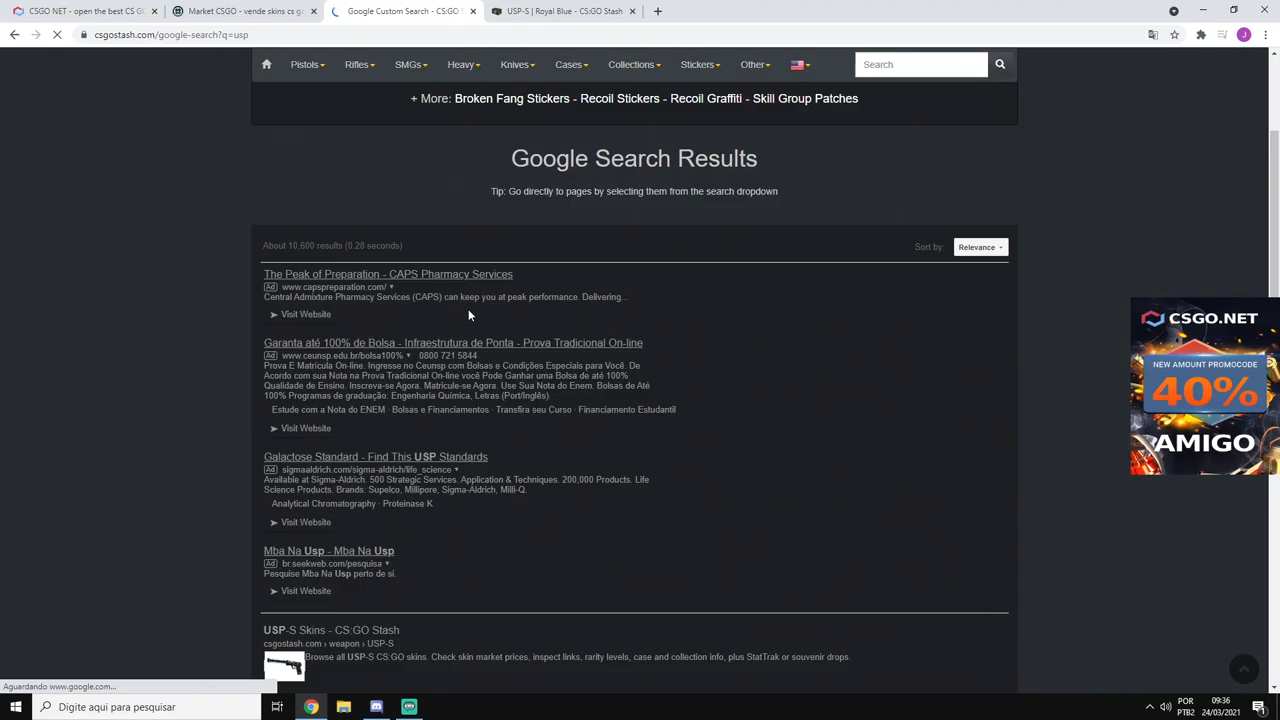 CSGO.NET - open the best CS G
Market CSGO - vende skins cs g
Google Custom Search - CS:GO S
USP-S | Royal Blue - CS:GO Stash
csgostash.com/google-search?q=usp
J
Pistols Rifles SMGs Heavy Knives Cases Collections Stickers Other Search
+ More: Broken Fang Stickers - Recoil Stickers - Recoil Graffiti - Skill Group Patches
Google Search Results
Tip: Go directly to pages by selecting them from the search dropdown
About 10,600 results (0.28 seconds)
Sort by: Relevance
The Peak of Preparation - CAPS Pharmacy Services
Ad www.capspreparation.com/
Central Admixture Pharmacy Services (CAPS) can keep you at peak performance. Delivering...
Visit Website
Garanta até 100% de Bolsa - Infraestrutura de Ponta - Prova Tradicional On-line
Ad www.ceunsp.edu.br/bolsa100% 0800 721 5844
Prova E Matrícula On-line. Ingresse no Ceunsp com Bolsas e Condições Especiais para Você. De
Acordo com sua Nota na Prova Tradicional On-line você Pode Ganhar uma Bolsa de até 100%
Qualidade de Ensino. Inscreva-se Agora. Matricule-se Agora. Use Sua Nota do Enem. Bolsas de Até
100% Programas de graduação: Engenharia Química, Letras (Port/Inglês).
Estude com a Nota do ENEM · Bolsas e Financiamentos · Transfira seu Curso · Financiamento Estudantil
Visit Website
Galactose Standard - Find This USP Standards
Ad sigmaaldrich.com/sigma-aldrich/life_science
Available at Sigma-Aldrich. 500 Strategic Services. Application & Techniques. 200,000 Products. Life
Science Products. Brands: Supelco, Millipore, Sigma-Aldrich, Milli-Q.
Analytical Chromatography · Proteinase K
Visit Website
Mba Na Usp - Mba Na Usp
Ad br.seekweb.com/pesquisa
Pesquise Mba Na Usp perto de si.
Visit Website
USP-S Skins - CS:GO Stash
csgostash.com › weapon › USP-S
Browse all USP-S CS:GO skins. Check skin market prices, inspect links, rarity levels, case and collection info, plus StatTrak or souvenir drops.
CSGO.NET
NEW AMOUNT PROMOCODE
40%
AMIGO
Aguardando www.google.com...
Digite aqui para pesquisar
POR
PTB2
09:36
24/03/2021
1